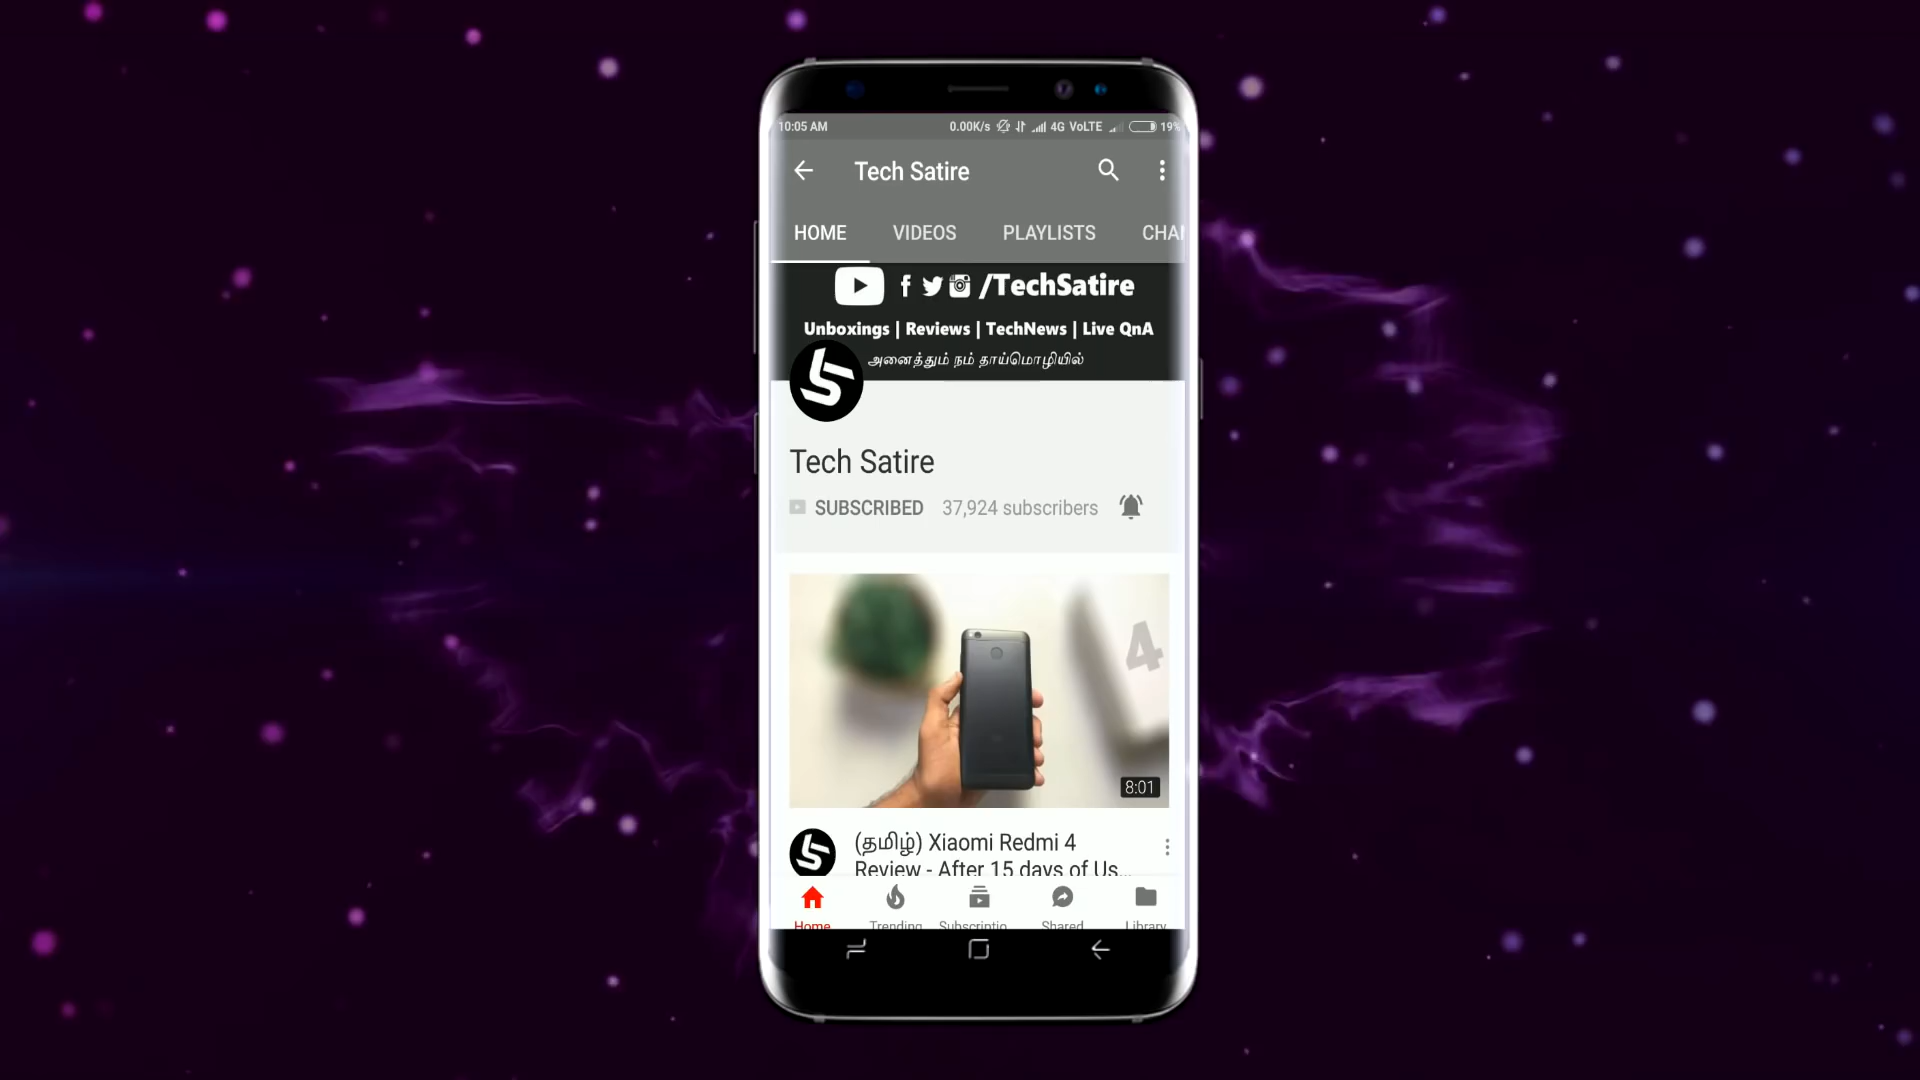 10:05 AM 0.00K/s 4G VoLTE 19%
Tech Satire
HOME VIDEOS PLAYLISTS CHA
/TechSatire
Unboxings | Reviews | TechNews | Live QnA
அனைத்தும் நம் தாய்மொழியில்
Tech Satire
SUBSCRIBED 37,924 subscribers
4
8:01
(தமிழ்) Xiaomi Redmi 4
Review - After 15 days of Us...
Home Trending Subscriptio Shared Library